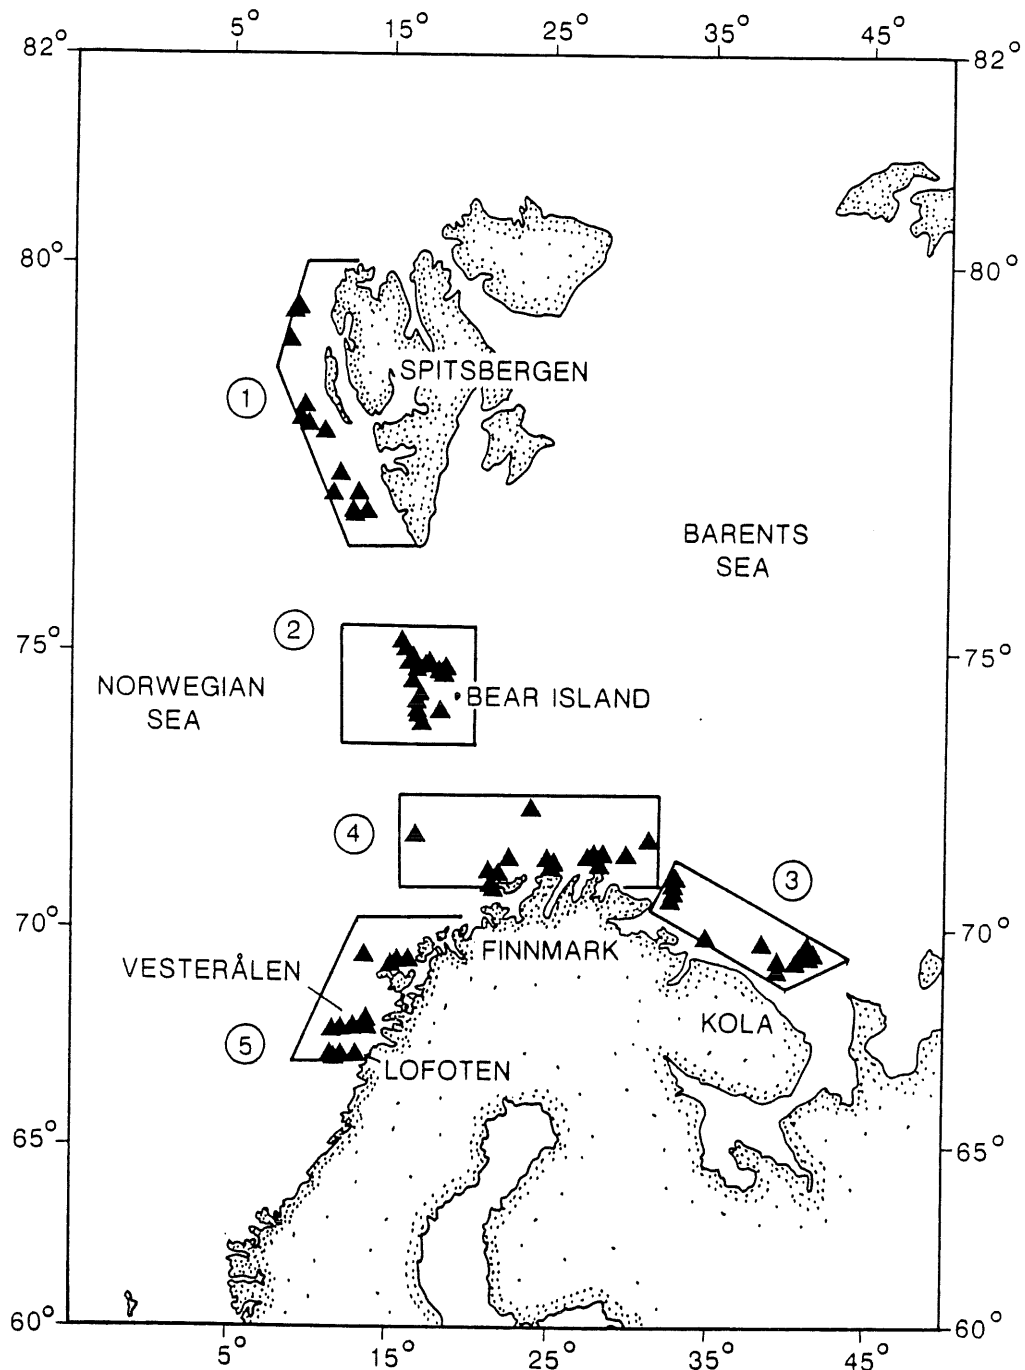 5° 15° 25° 35° 45°
82° 82°
80° 80°
SPITSBERGEN
1
BARENTS
SEA
2
75° 75°
NORWEGIAN
SEA
BEAR ISLAND
4
3
70° 70°
FINNMARK
VESTERÅLEN
KOLA
5
LOFOTEN
65° 65°
60° 60°
5° 15° 25° 35° 45°